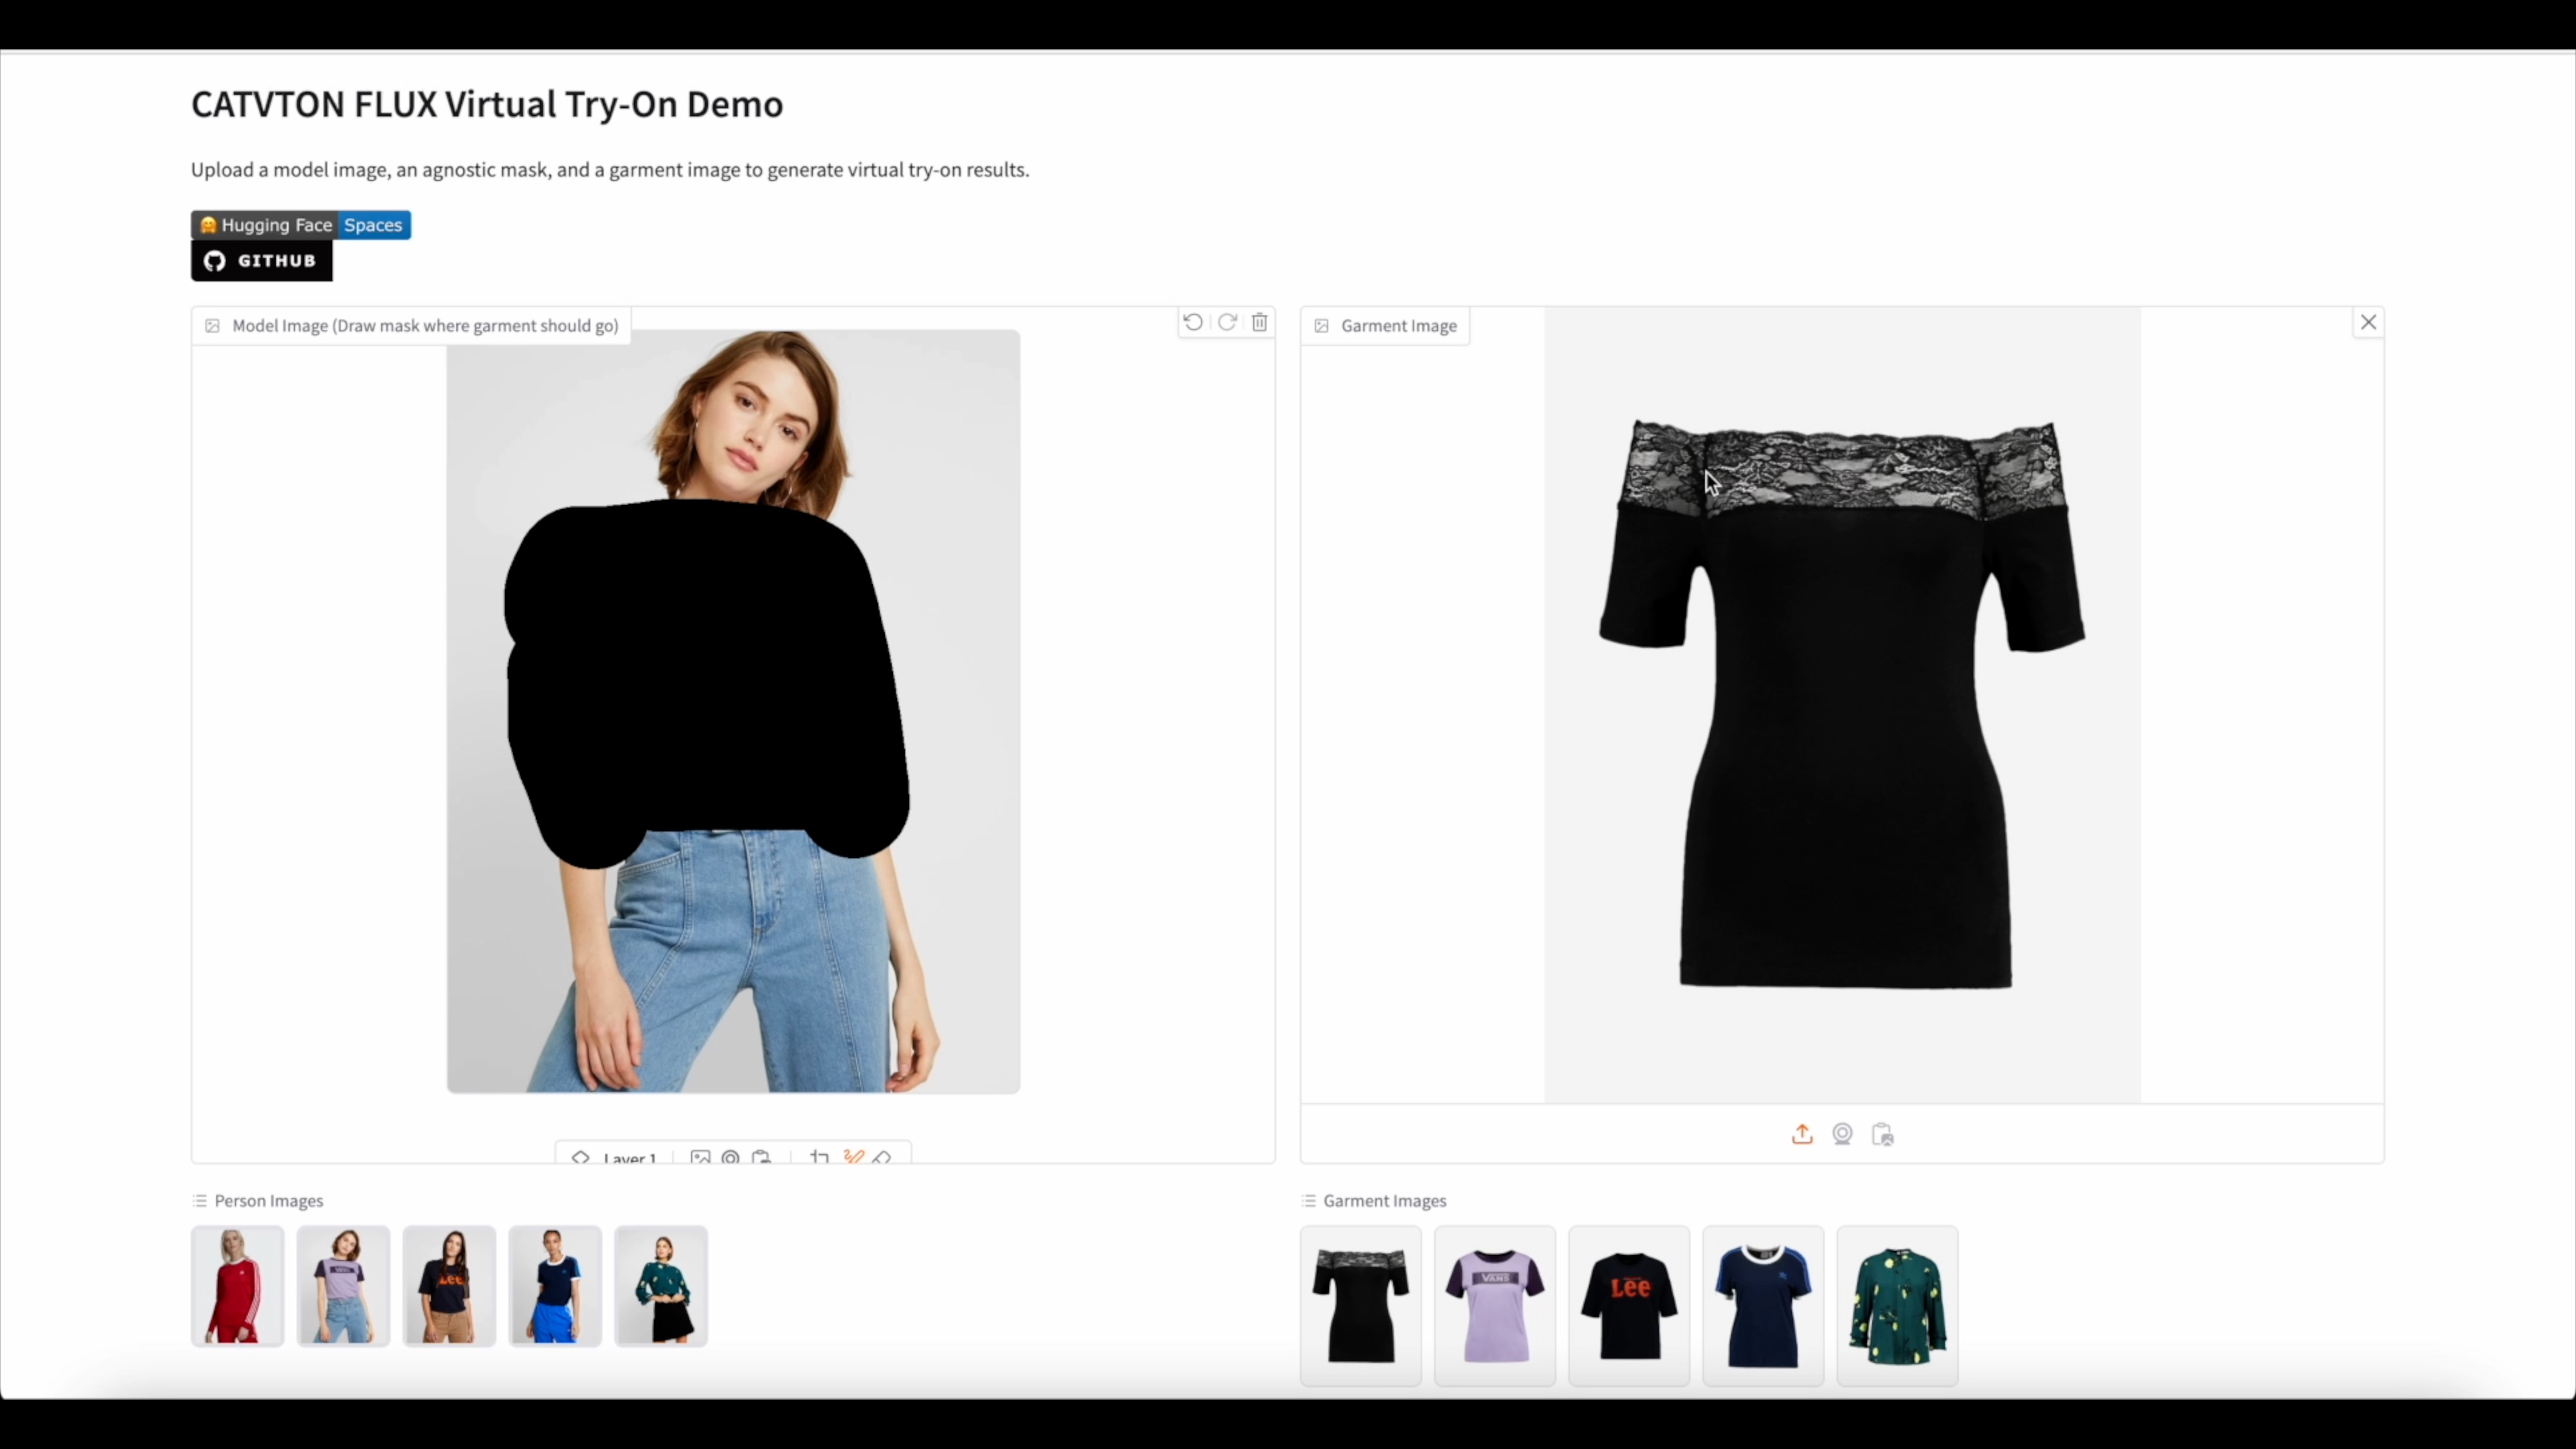 CATVTON FLUX Virtual Try-On Demo
Upload a model image, an agnostic mask, and a garment image to generate virtual try-on results.
Hugging Face Spaces
GITHUB
Model Image (Draw mask where garment should go)
Garment Image
Layer 1
Person Images
Garment Images
Lee
VANS
Lee